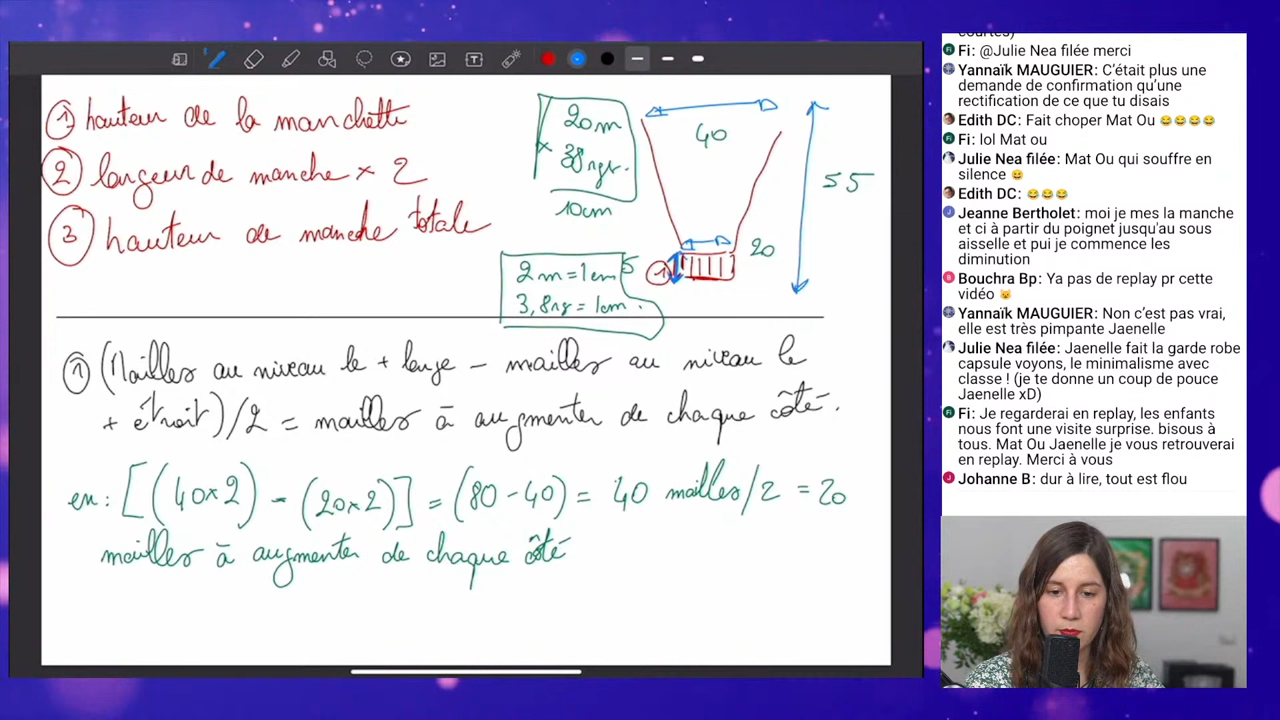 ① hauteur de la manchette
② largeur de manche × 2
③ hauteur de manche totale
20m
× 38rgs.
10cm
40
55
20
①
5
2 m = 1cm
3,8rg = 1cm.
① (Mailles au niveau le + large - mailles au niveau le
+ étroit) / 2 = mailles à augmenter de chaque côté.
ex : [(40×2) - (20×2)] = (80 - 40) = 40 mailles / 2 = 20
mailles à augmenter de chaque côté
Fi: @Julie Nea filée merci
Yannaïk MAUGUIER: C'était plus une
demande de confirmation qu'une
rectification de ce que tu disais
Edith DC: Fait choper Mat Ou 😂😂😂😂
Fi: lol Mat ou
Julie Nea filée: Mat Ou qui souffre en
silence 😄
Edith DC: 😂😂😂
Jeanne Bertholet: moi je mes la manche
et ci à partir du poignet jusqu'au sous
aisselle et pui je commence les
diminution
Bouchra Bp: Ya pas de replay pr cette
vidéo 😺
Yannaïk MAUGUIER: Non c'est pas vrai,
elle est très pimpante Jaenelle
Julie Nea filée: Jaenelle fait la garde robe
capsule voyons, le minimalisme avec
classe ! (je te donne un coup de pouce
Jaenelle xD)
Fi: Je regarderai en replay, les enfants
nous font une visite surprise. bisous à
tous. Mat Ou Jaenelle je vous retrouverai
en replay. Merci à vous
Johanne B: dur à lire, tout est flou